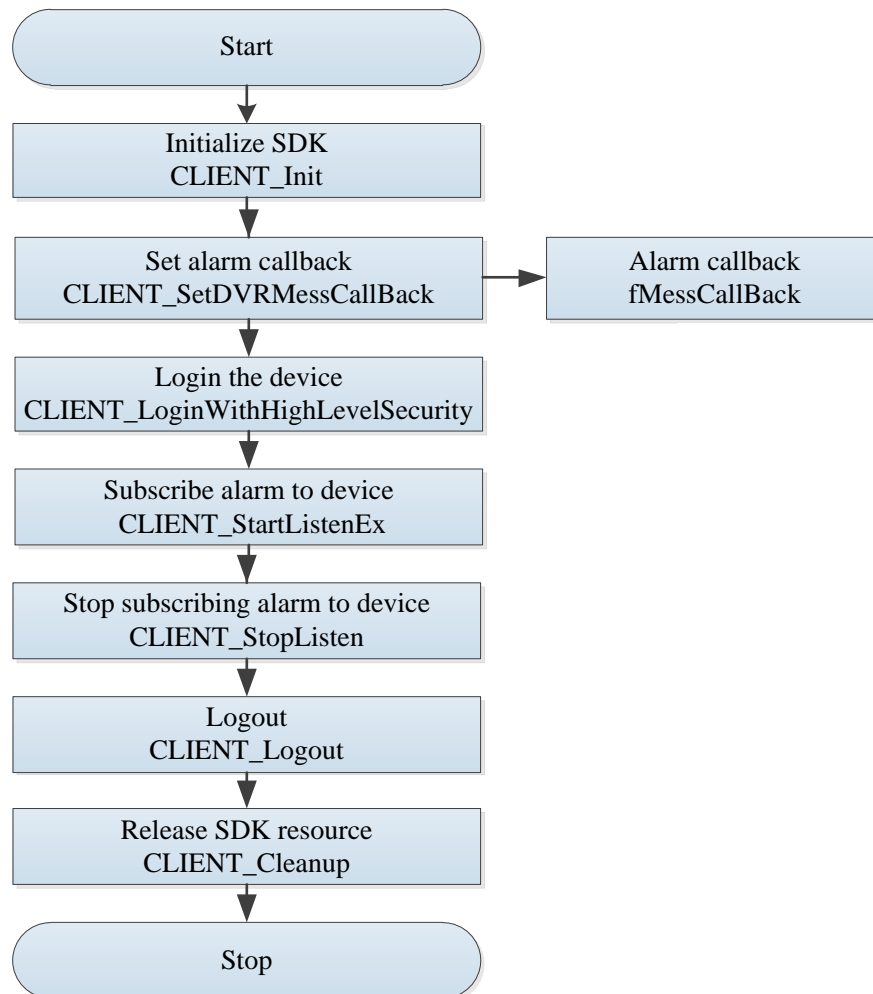 Start
Initialize SDK
CLIENT_Init
Set alarm callback
CLIENT_SetDVRMessCallBack
Alarm callback
fMessCallBack
Login the device
CLIENT_LoginWithHighLevelSecurity
Subscribe alarm to device
CLIENT_StartListenEx
Stop subscribing alarm to device
CLIENT_StopListen
Logout
CLIENT_Logout
Release SDK resource
CLIENT_Cleanup
Stop